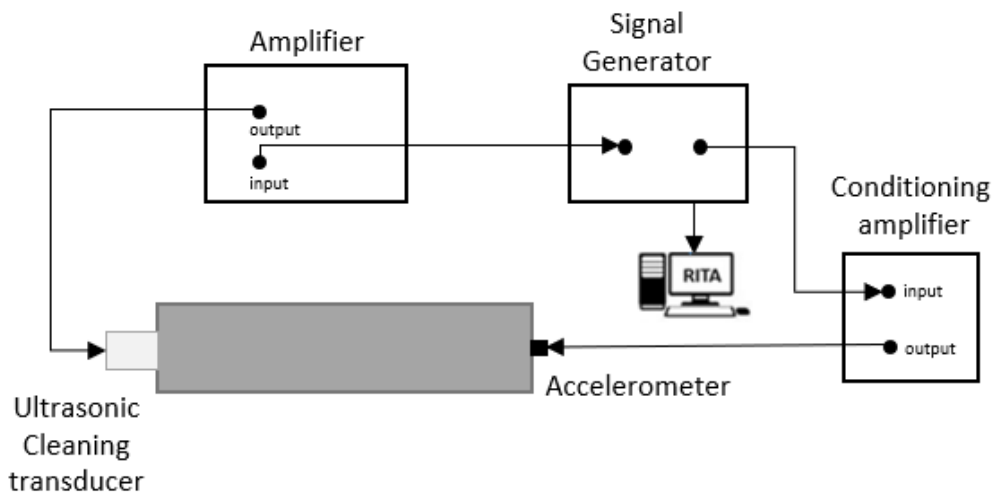 Amplifier
output
input
Signal
Generator
RITA
Conditioning
amplifier
input
output
Accelerometer
Ultrasonic
Cleaning
transducer